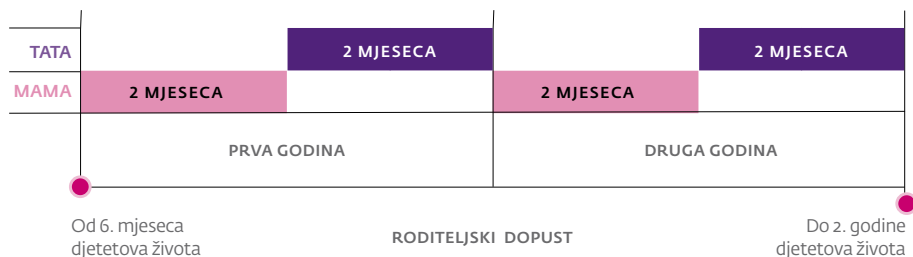 TATA
2 MJESECA
2 MJESECA
MAMA
2 MJESECA
2 MJESECA
PRVA GODINA
DRUGA GODINA
Od 6. mjeseca
djetetova života
RODITELJSKI DOPUST
Do 2. godine
djetetova života